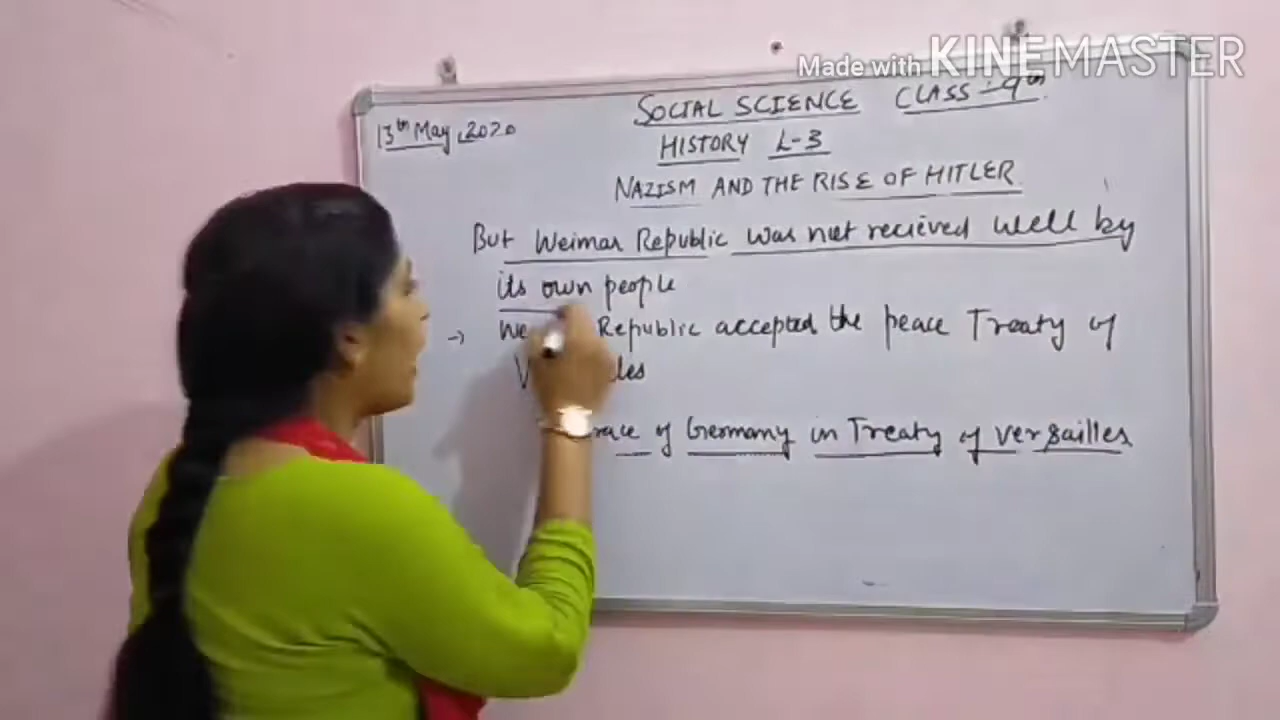 Made with KINEMASTER
13th May, 2020
SOCIAL SCIENCE CLASS-9th
HISTORY L-3
NAZISM AND THE RISE OF HITLER
But Weimar Republic was not recieved well by
its own people
→ Republic accepted the peace Treaty of
of Germany in Treaty of Versailles